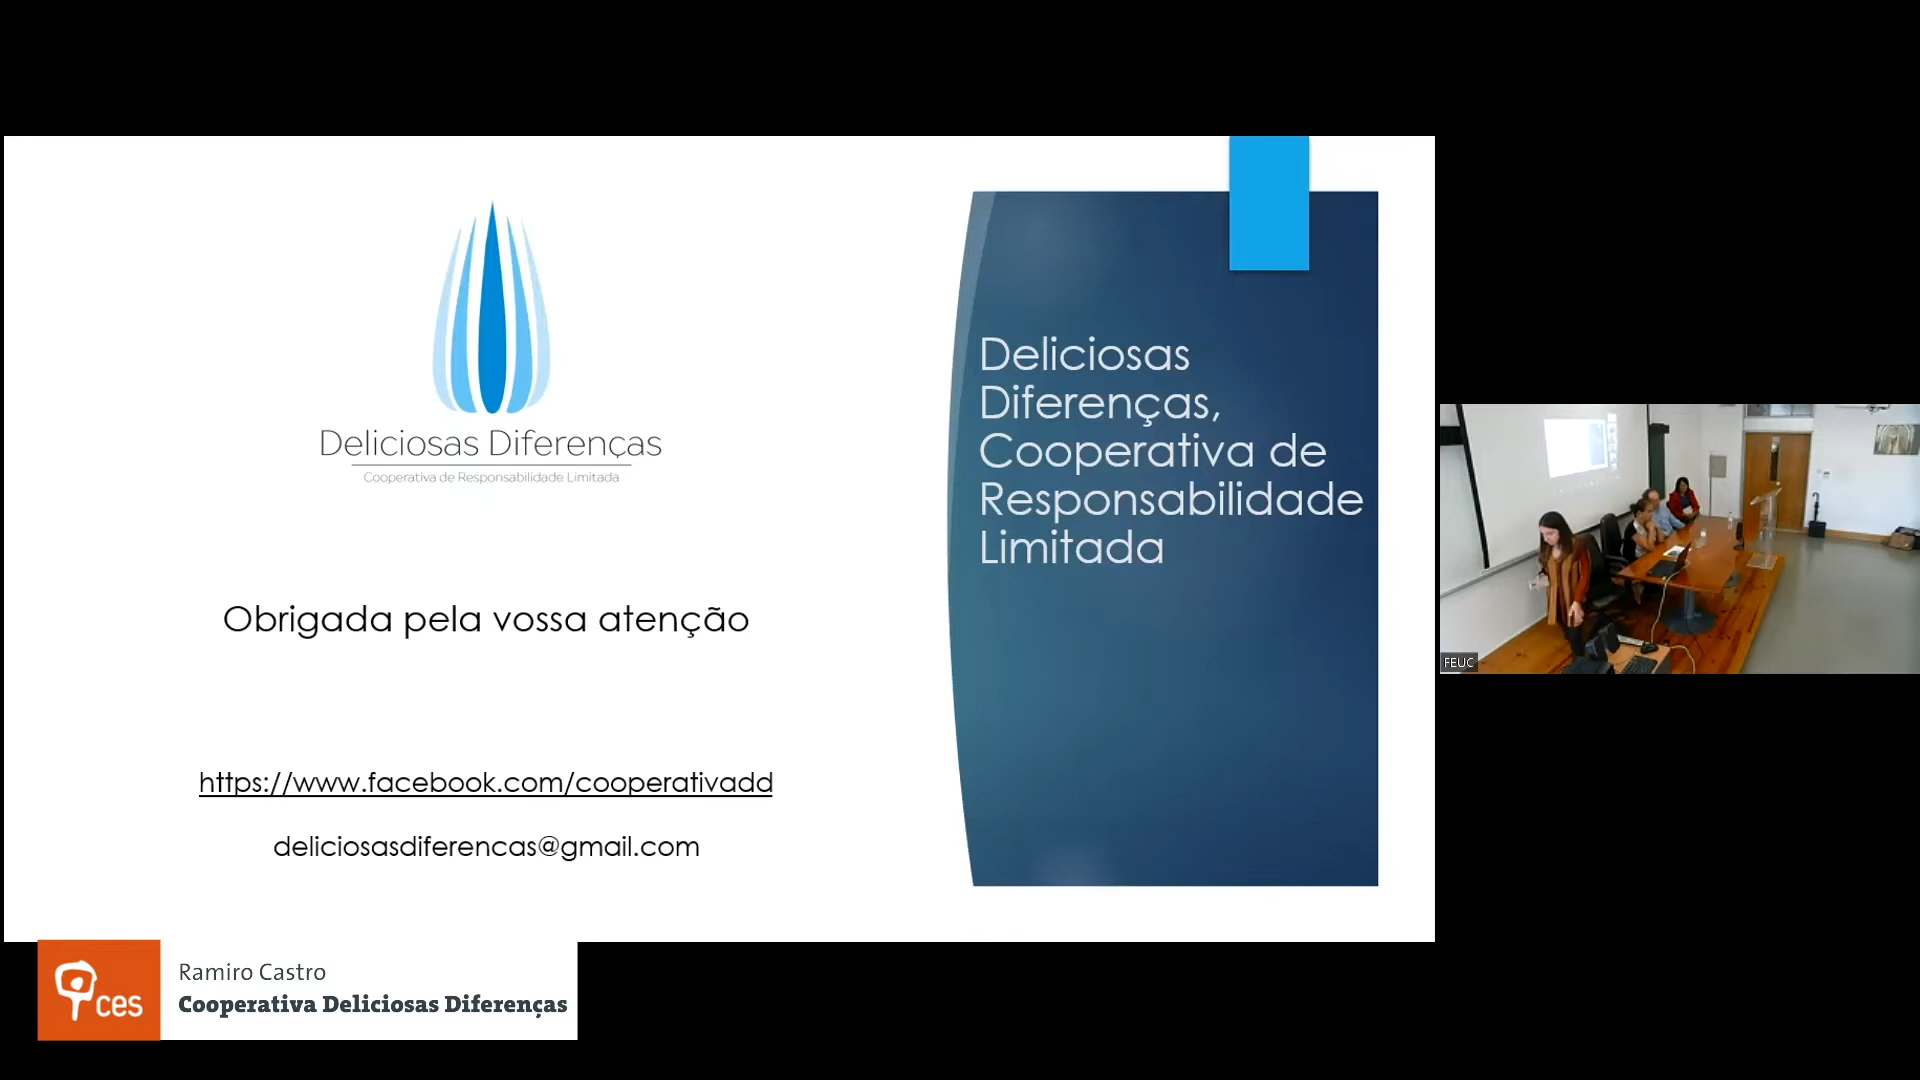 Deliciosas Diferenças
Cooperativa de Responsabilidade Limitada
Obrigada pela vossa atenção
https://www.facebook.com/cooperativadd
deliciosasdiferencas@gmail.com
Deliciosas
Diferenças,
Cooperativa de
Responsabilidade
Limitada
FEUC
ces
Ramiro Castro
Cooperativa Deliciosas Diferenças